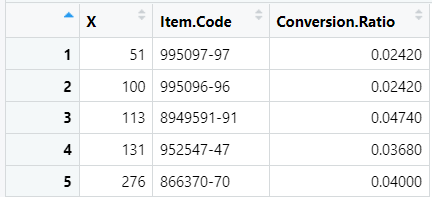 X Item.Code Conversion.Ratio
1 51 995097-97 0.02420
2 100 995096-96 0.02420
3 113 8949591-91 0.04740
4 131 952547-47 0.03680
5 276 866370-70 0.04000